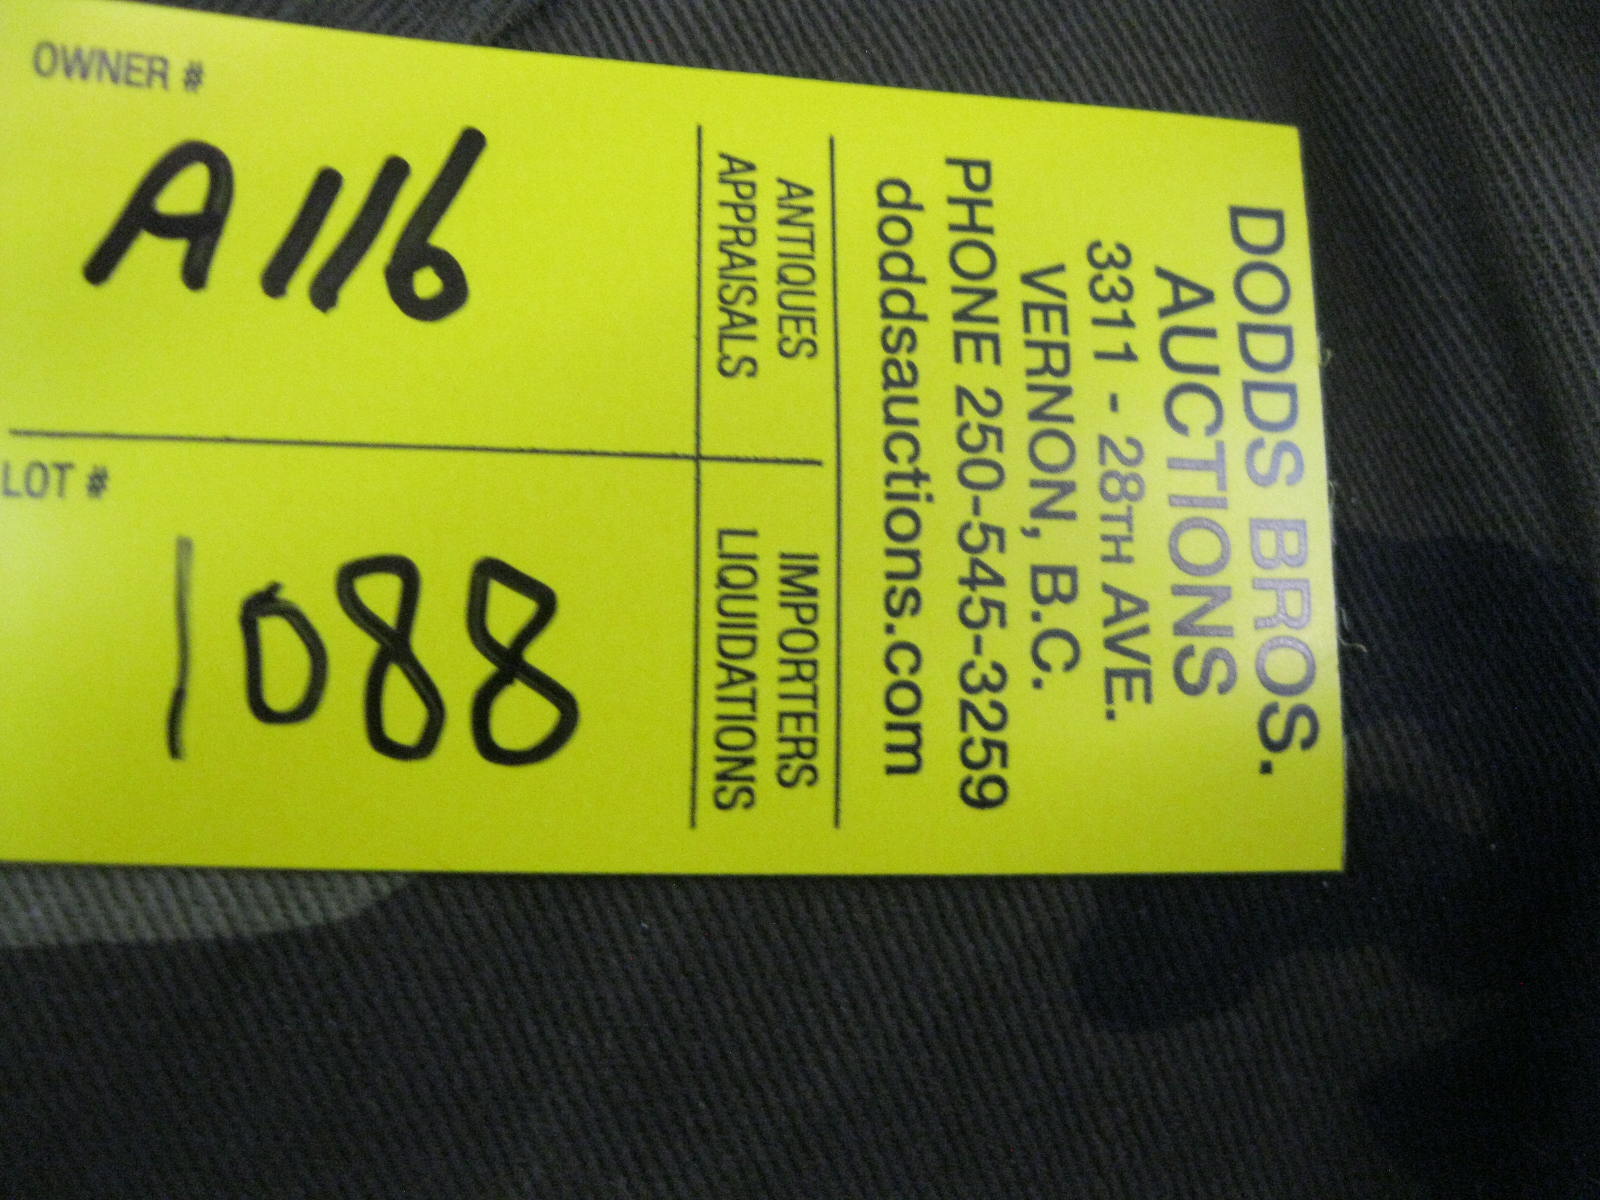 OWNER #
A116
LOT #
1088
DODDS BROS.
AUCTIONS
3311 - 28TH AVE.
VERNON, B.C.
PHONE 250-545-3259
doddsauctions.com
ANTIQUES
APPRAISALS
IMPORTERS
LIQUIDATIONS